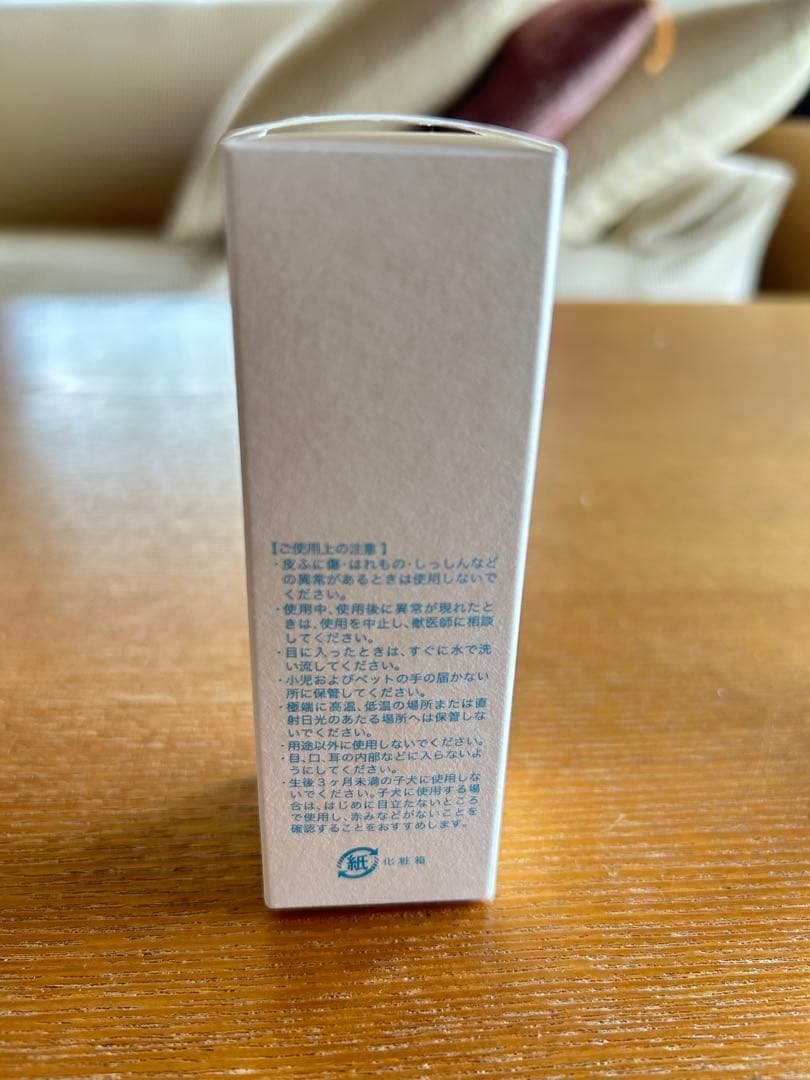 【ご使用上の注意】
・皮ふに傷・はれもの・しっしんなど
の異常があるときは使用しないで
ください。
・使用中、使用後に異常が現れたと
きは、使用を中止し、獣医師に相談
してください。
・目に入ったときは、すぐに水で洗
い流してください。
・小児およびペットの手の届かない
所に保管してください。
・極端に高温、低温の場所または直
射日光のあたる場所へは保管しな
いでください。
・用途以外に使用しないでください。
・目、口、耳の内部などに入らないよ
うにしてください。
・生後3ヶ月未満の子犬に使用しな
いでください。子犬に使用する場
合は、はじめに目立たないところ
で使用し、赤みなどがないことを
確認することをおすすめします。
紙 化粧箱